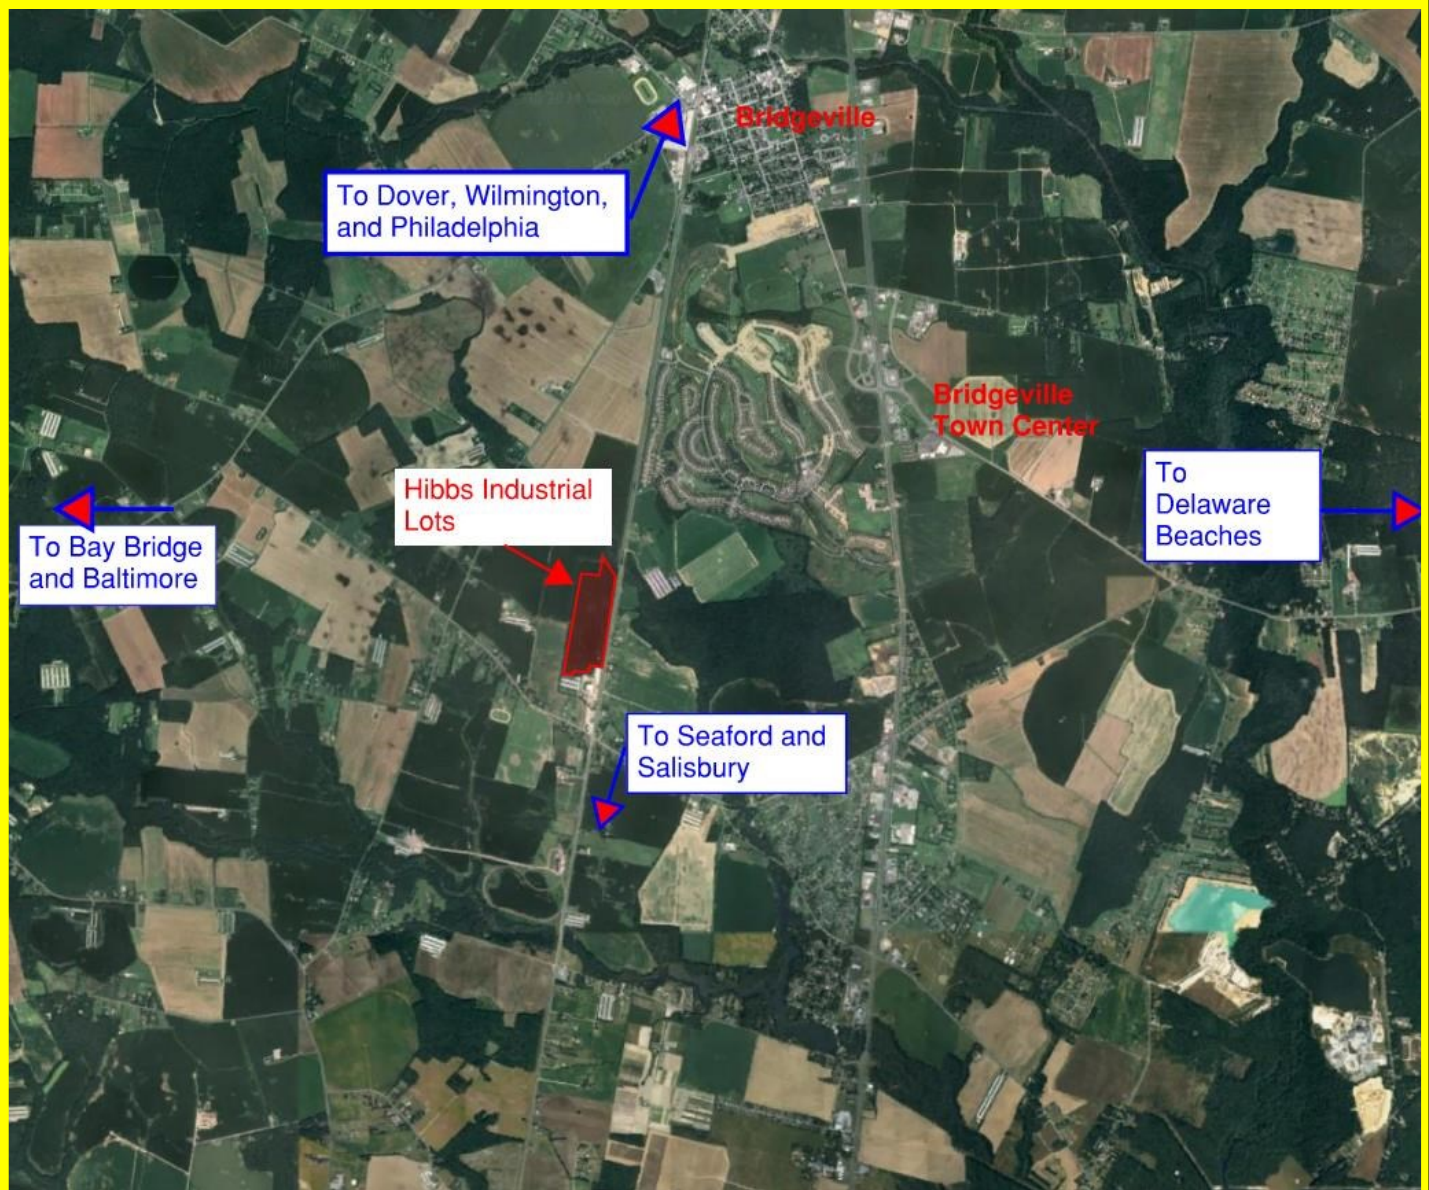 Bridgeville
To Dover, Wilmington,
and Philadelphia
Bridgeville
Town Center
To
Delaware
Beaches
Hibbs Industrial
Lots
To Bay Bridge
and Baltimore
To Seaford and
Salisbury